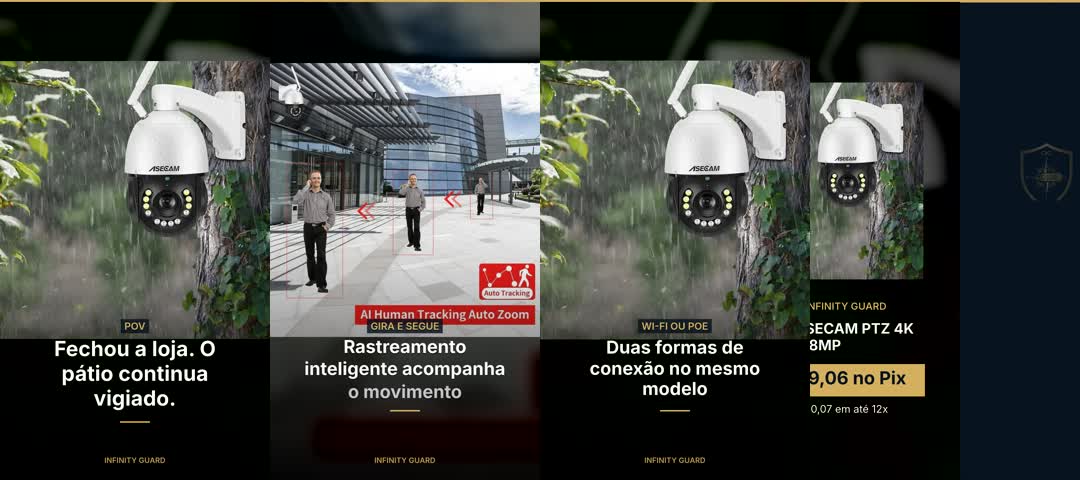 ASECAM
POV
Fechou a loja. O
pátio continua
vigiado.
INFINITY GUARD
Auto Tracking
AI Human Tracking Auto Zoom
GIRA E SEGUE
Rastreamento
inteligente acompanha
o movimento
INFINITY GUARD
ASECAM
WI-FI OU POE
Duas formas de
conexão no mesmo
modelo
INFINITY GUARD
ASECAM
NFINITY GUARD
SECAM PTZ 4K
8MP
9,06 no Pix
0,07 em até 12x